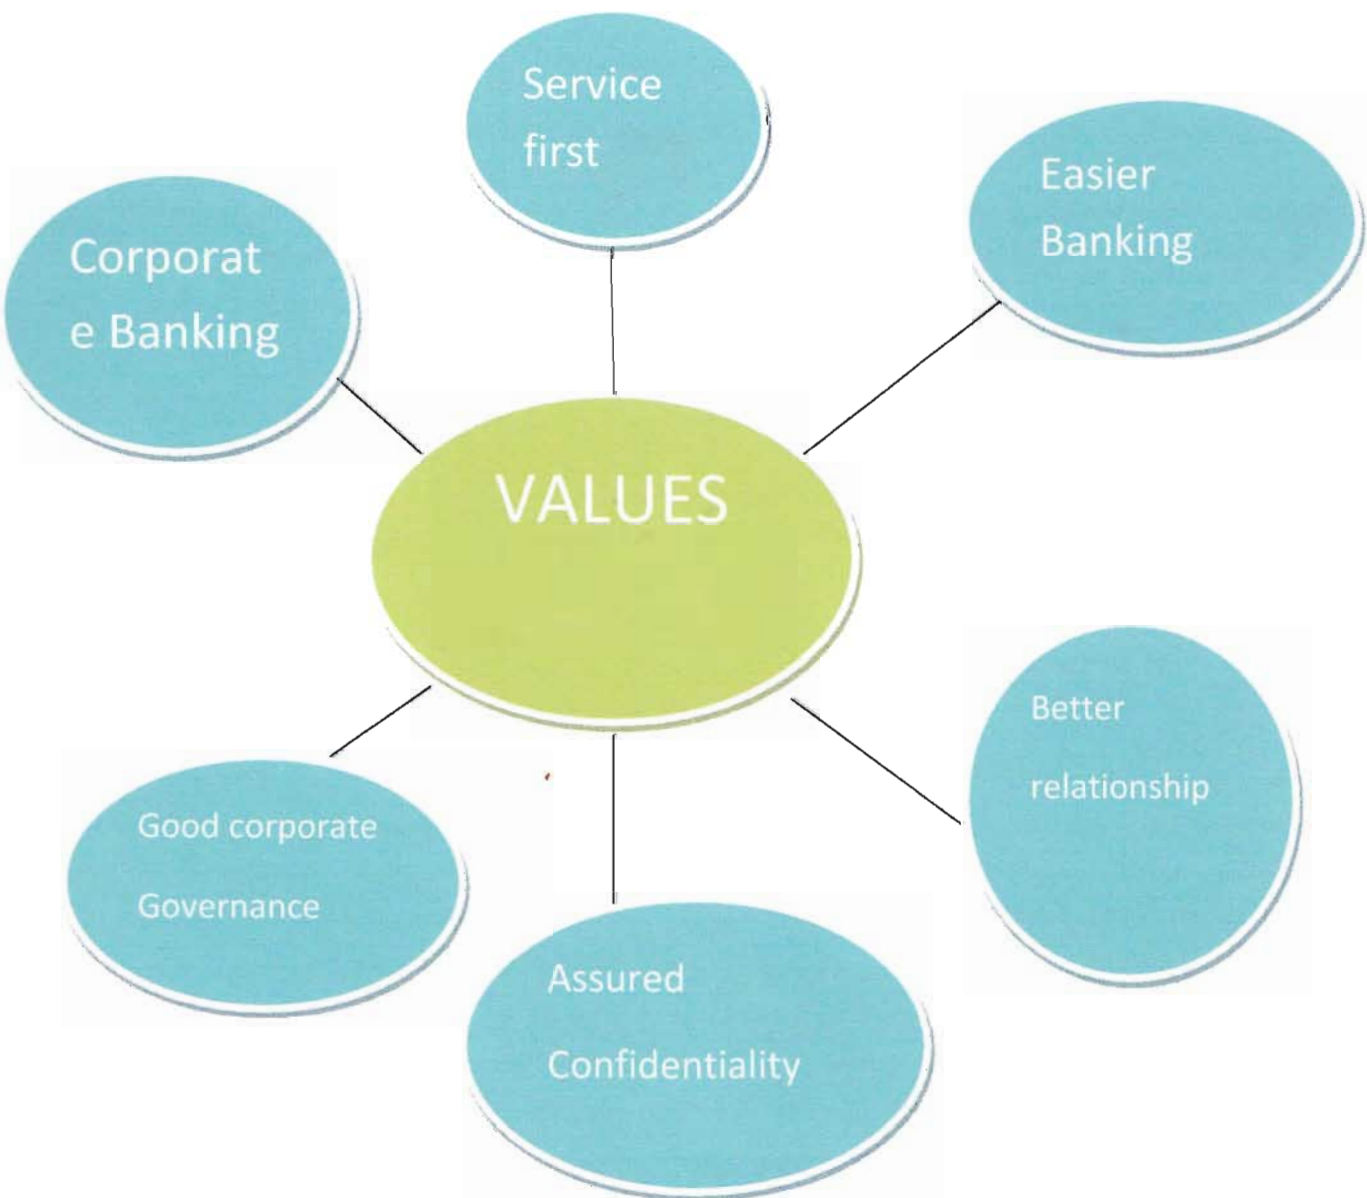 Service
first
Easier
Banking
Corporat
e Banking
VALUES
Better
relationship
Good corporate
Governance
Assured
Confidentiality